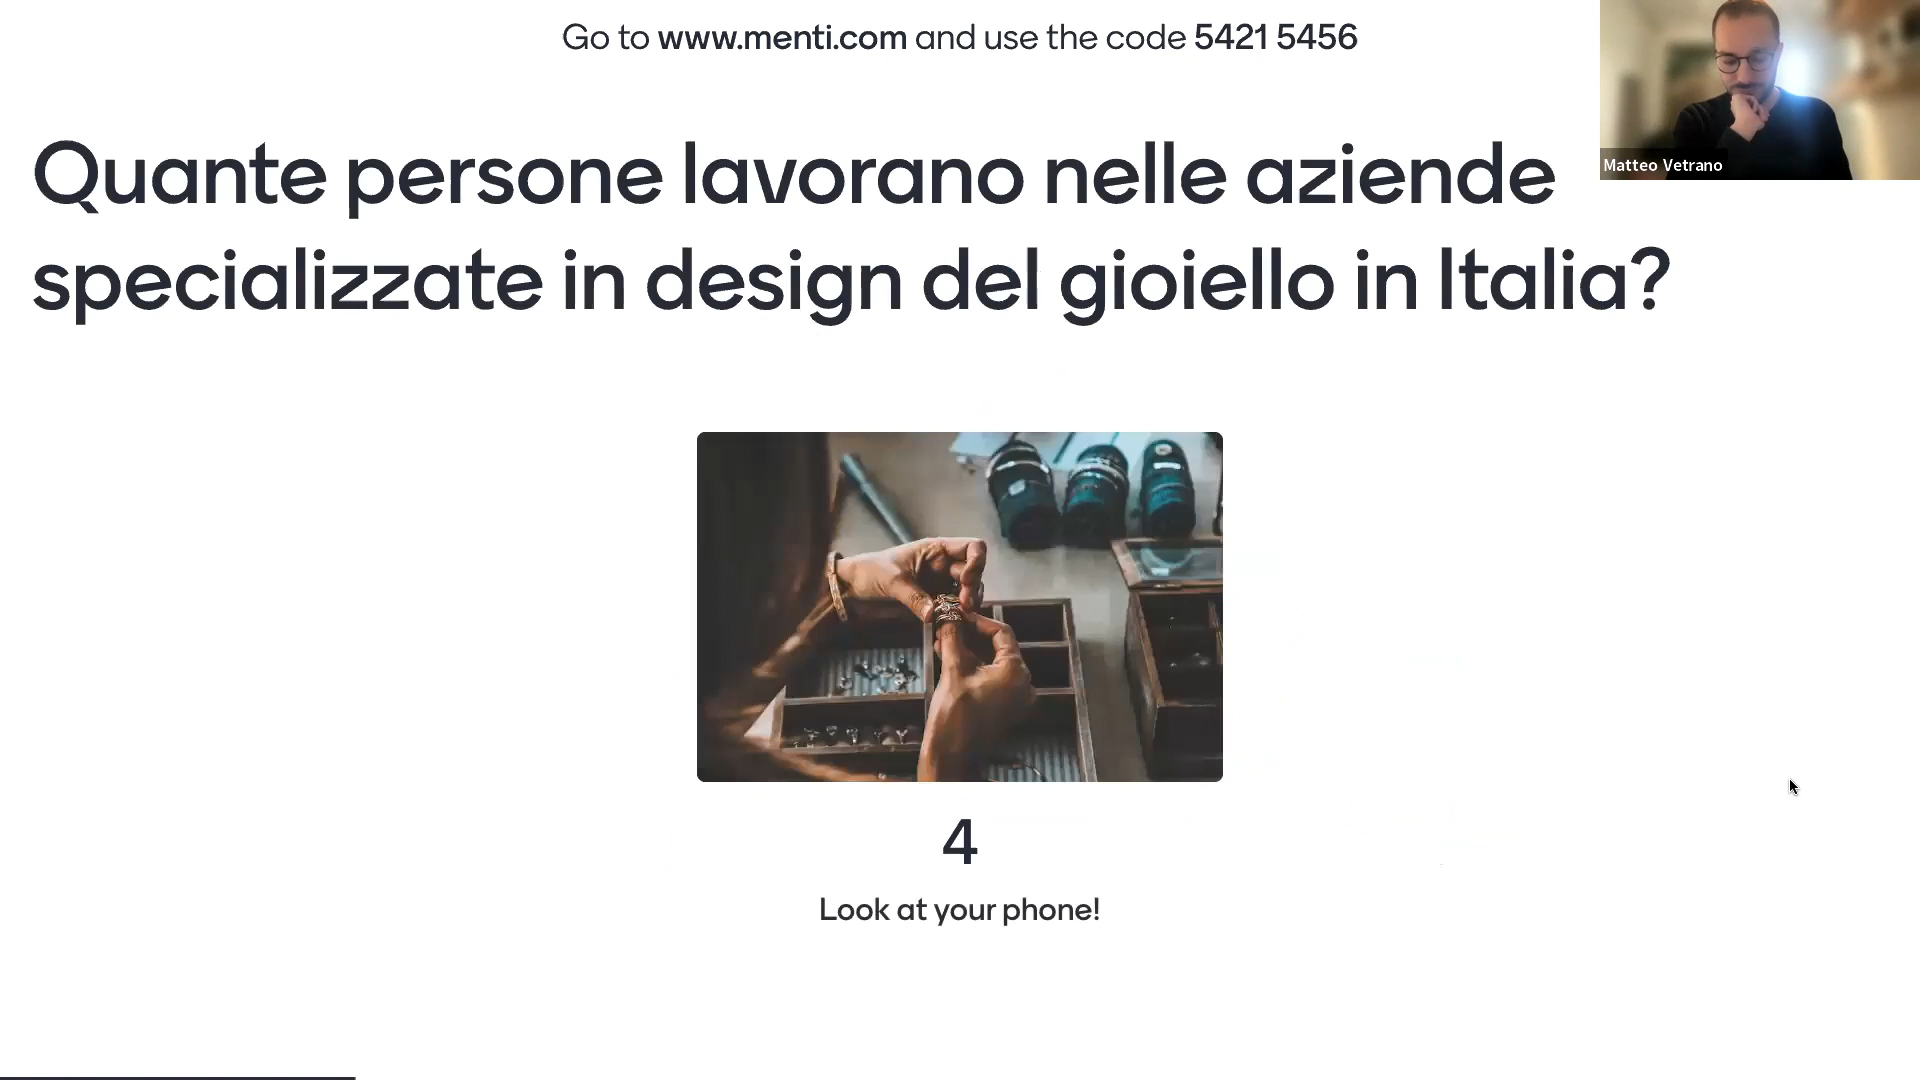 Go to www.menti.com and use the code 5421 5456
Matteo Vetrano
Quante persone lavorano nelle aziende
specializzate in design del gioiello in Italia?
4
Look at your phone!